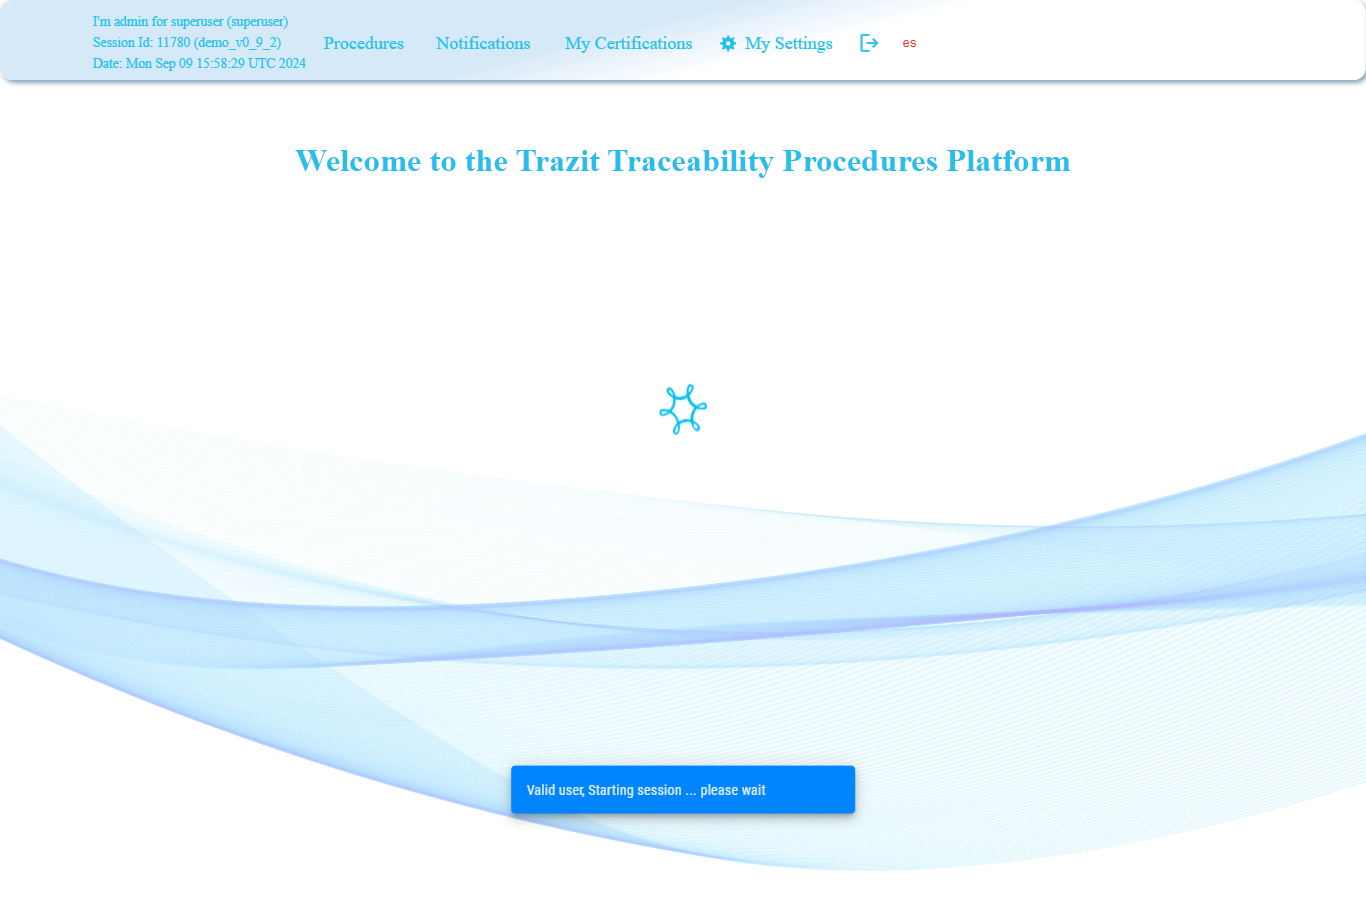 I'm admin for superuser (superuser)
Session Id: 11780 (demo_v0_9_2)
Date: Mon Sep 09 15:58:29 UTC 2024
Procedures
Notifications
My Certifications
My Settings
es
Welcome to the Trazit Traceability Procedures Platform
Valid user, Starting session ... please wait